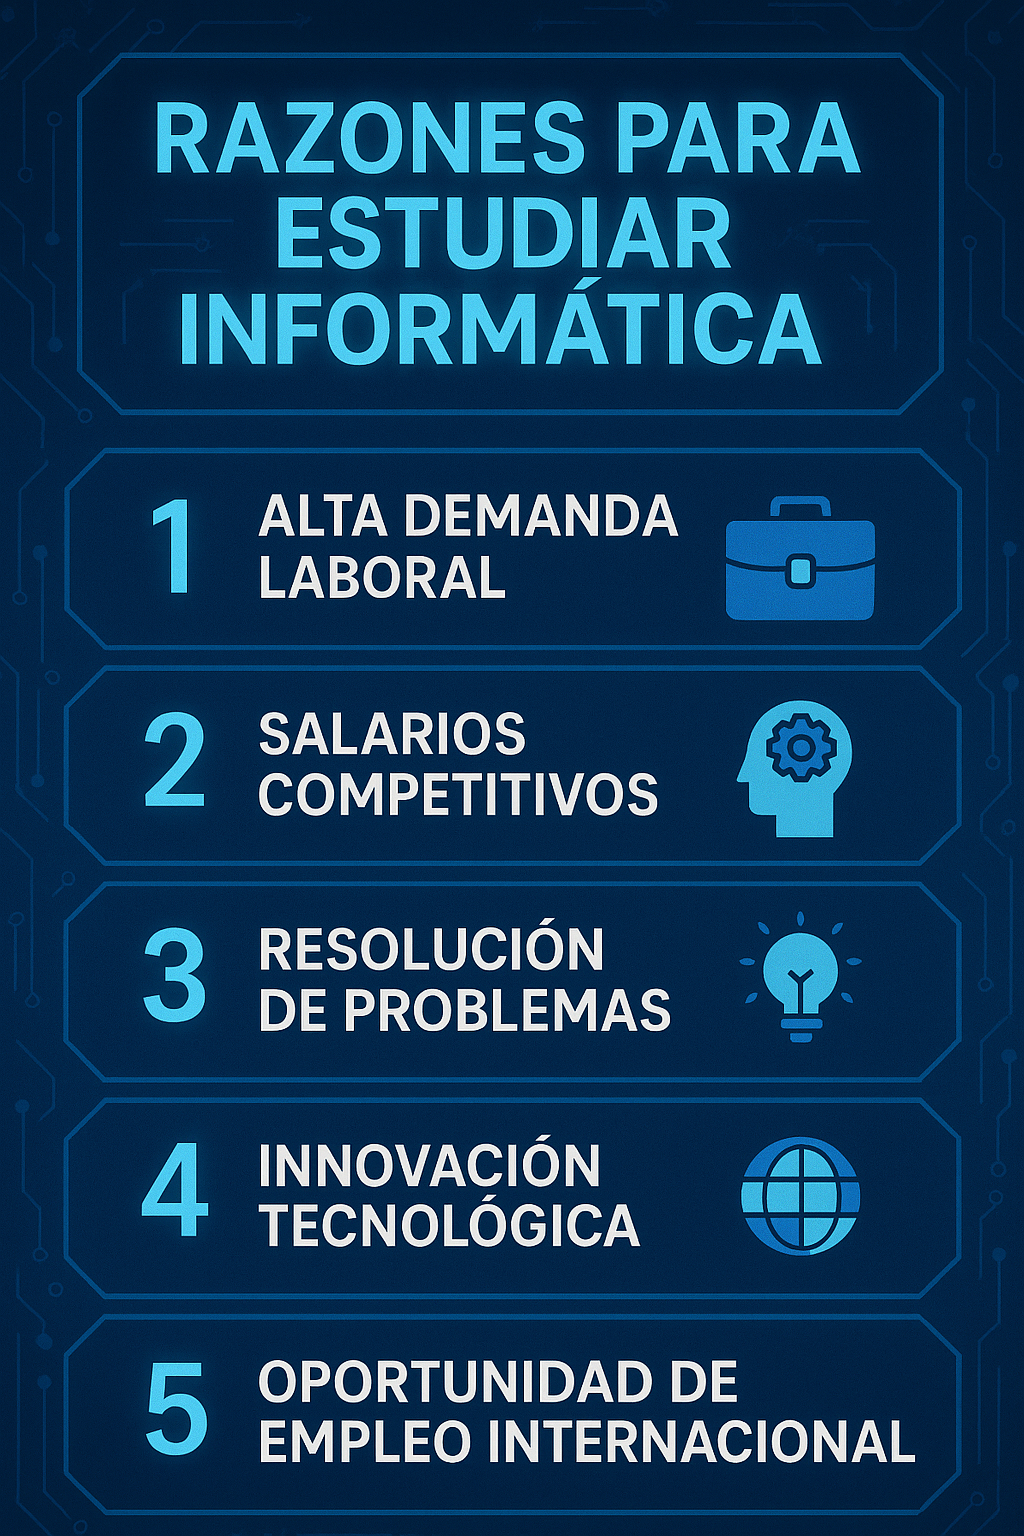 RAZONES PARA
ESTUDIAR
INFORMÁTICA
1
ALTA DEMANDA
LABORAL
2
SALARIOS
COMPETITIVOS
3
RESOLUCIÓN
DE PROBLEMAS
4
INNOVACIÓN
TECNOLÓGICA
5
OPORTUNIDAD DE
EMPLEO INTERNACIONAL